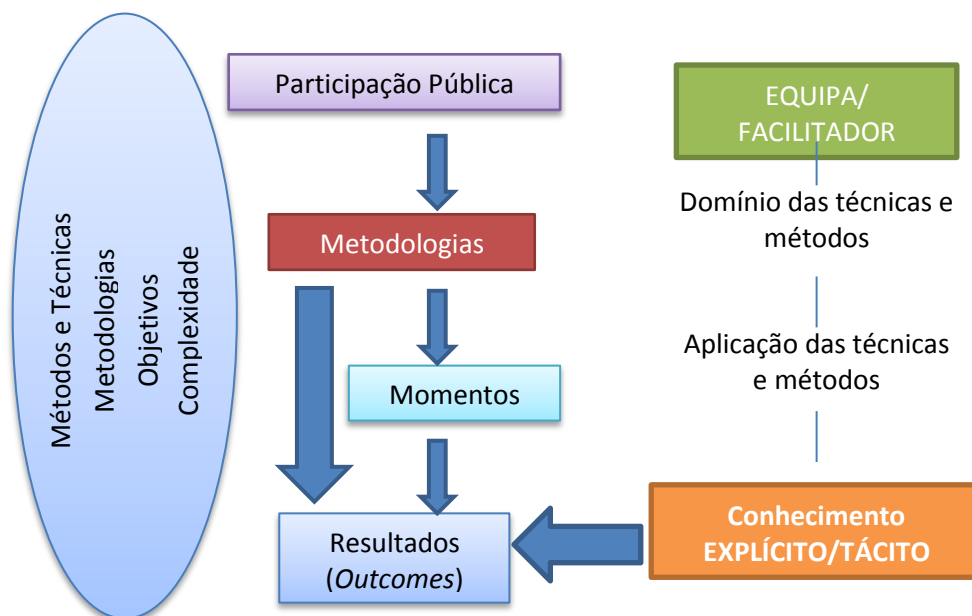 Métodos e Técnicas
Metodologias
Objetivos
Complexidade
Participação Pública
Metodologias
Momentos
Resultados
(Outcomes)
EQUIPA/
FACILITADOR
Domínio das técnicas e
métodos
Aplicação das técnicas
e métodos
Conhecimento
EXPLÍCITO/TÁCITO